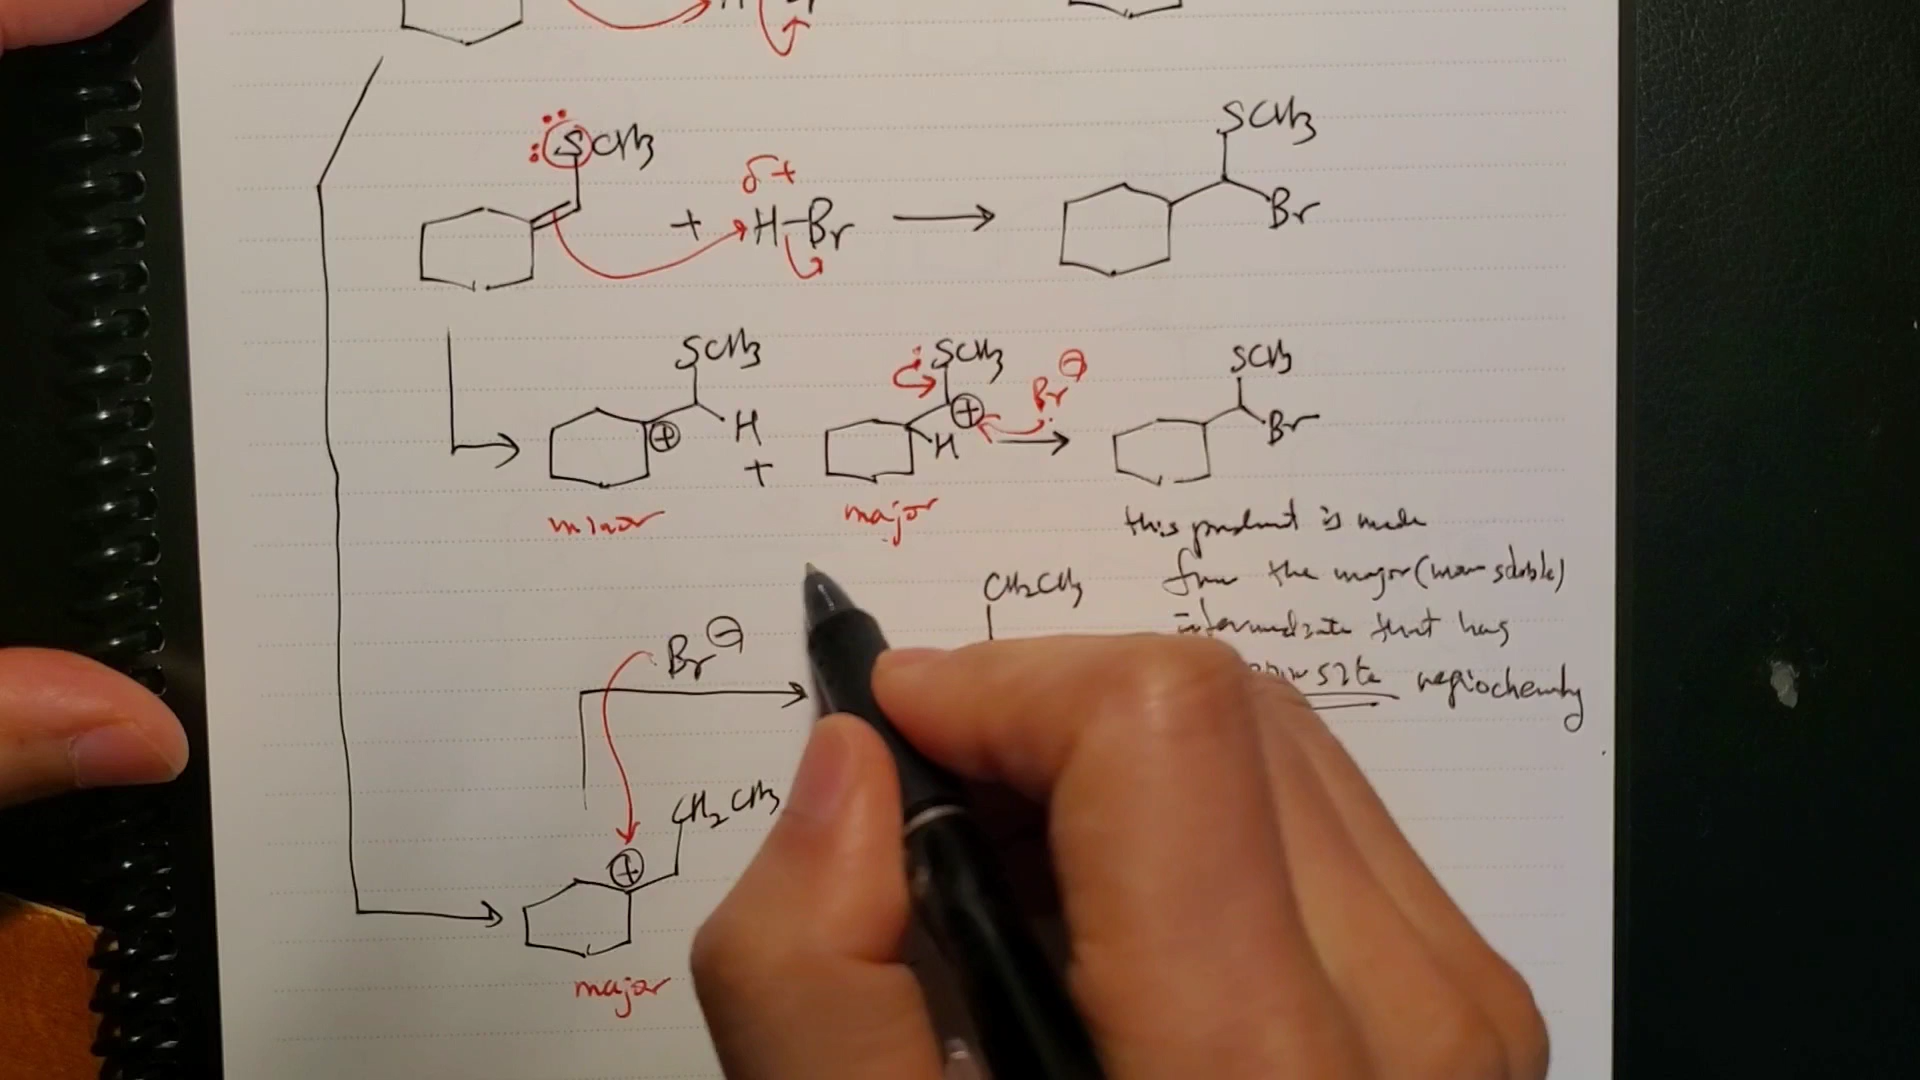 H
:SCH3
δ+
+ H-Br
SCH3
Br
SCH3
⊕
H
+
minor
:SCH3
⊕
H
Br⊖
major
SCH3
Br
this product is made
from the major (more stable)
intermediate that has
opposite regiochemistry
CH2CH3
Br⊖
CH2CH3
⊕
major